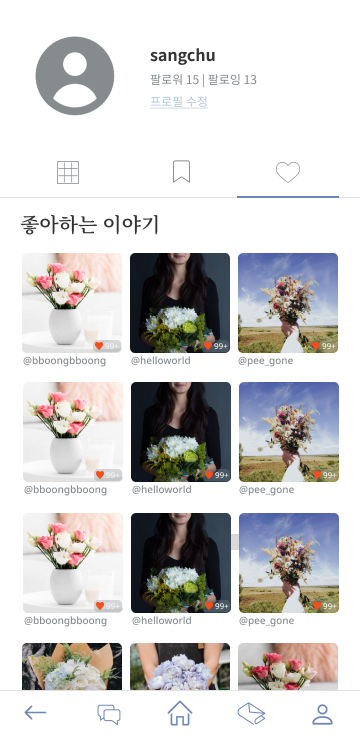 sangchu
팔로워 15 | 팔로잉 13
프로필 수정
좋아하는 이야기
99+ 99+ 99+
@bboongbboong @helloworld @pee_gone
99+ 99+ 99+
@bboongbboong @helloworld @pee_gone
99+ 99+ 99+
@bboongbboong @helloworld @pee_gone